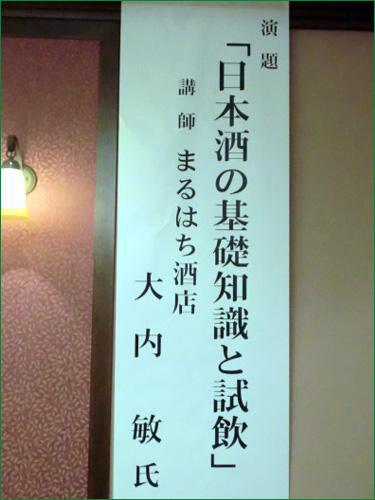 演題
「日本酒の基礎知識と試飲」
講師 まるはち酒店
大内 敏氏